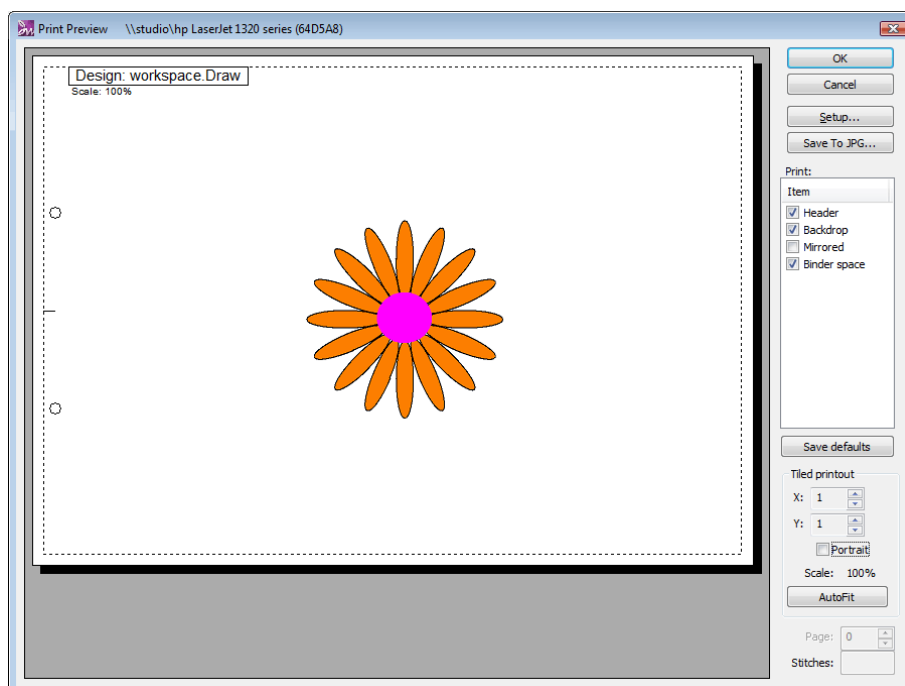 Print Preview \\studio\hp LaserJet 1320 series (64D5A8)
Design: workspace.Draw
Scale: 100%
OK
Cancel
Setup...
Save To JPG...
Print:
Item
Header
Backdrop
Mirrored
Binder space
Save defaults
Tiled printout
X: 1
Y: 1
Portrait
Scale: 100%
AutoFit
Page: 0
Stitches: